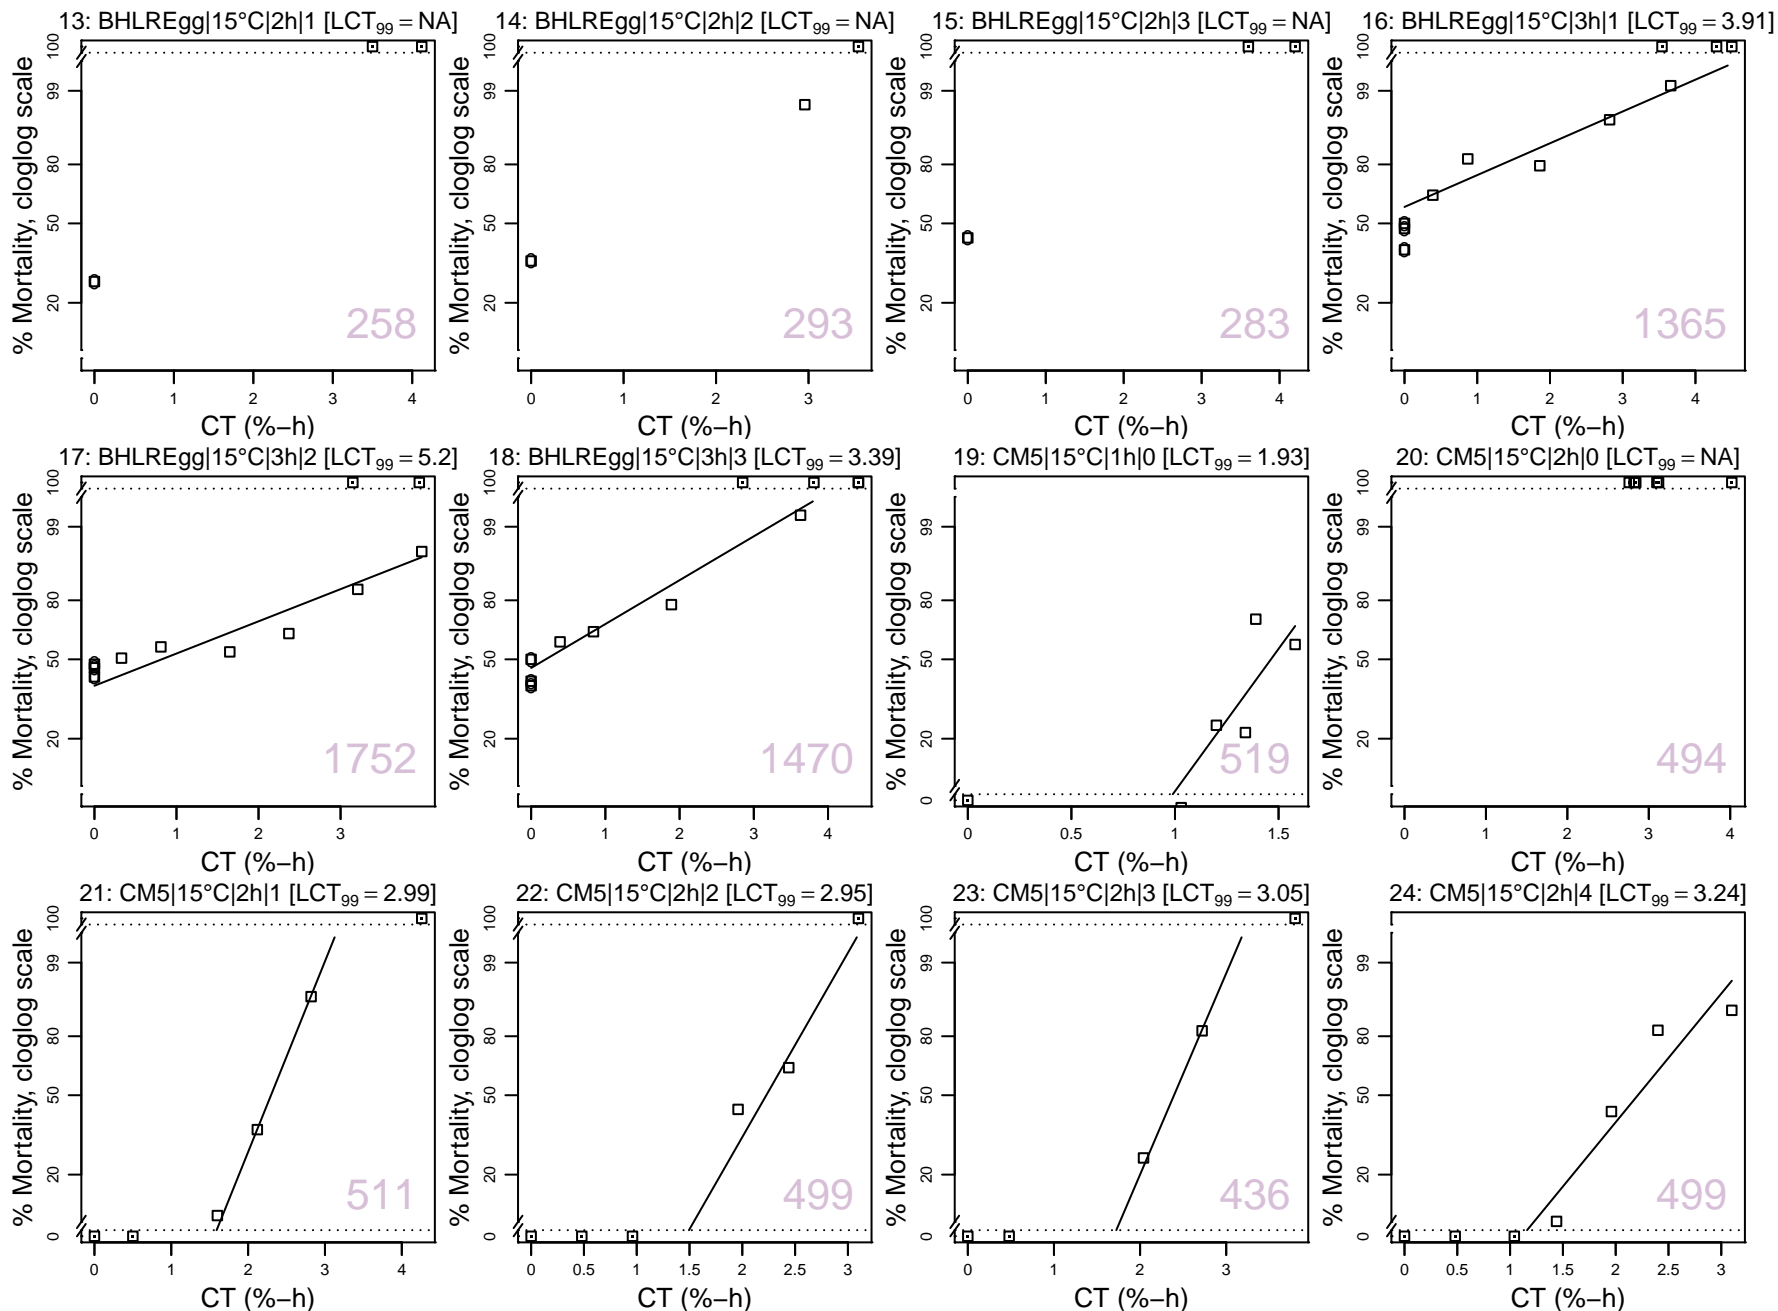 13: BHLREgg|15°C|2h|1 [LCT99 = NA]
% Mortality, cloglog scale
20 50 80 99 100
258
0 1 2 3 4
CT (%−h)
14: BHLREgg|15°C|2h|2 [LCT99 = NA]
% Mortality, cloglog scale
20 50 80 99 100
293
0 1 2 3
CT (%−h)
15: BHLREgg|15°C|2h|3 [LCT99 = NA]
% Mortality, cloglog scale
20 50 80 99 100
283
0 1 2 3 4
CT (%−h)
16: BHLREgg|15°C|3h|1 [LCT99 = 3.91]
% Mortality, cloglog scale
20 50 80 99 100
1365
0 1 2 3 4
CT (%−h)
17: BHLREgg|15°C|3h|2 [LCT99 = 5.2]
% Mortality, cloglog scale
20 50 80 99 100
1752
0 1 2 3
CT (%−h)
18: BHLREgg|15°C|3h|3 [LCT99 = 3.39]
% Mortality, cloglog scale
20 50 80 99 100
1470
0 1 2 3 4
CT (%−h)
19: CM5|15°C|1h|0 [LCT99 = 1.93]
% Mortality, cloglog scale
0 20 50 80 99
519
0 0.5 1 1.5
CT (%−h)
20: CM5|15°C|2h|0 [LCT99 = NA]
% Mortality, cloglog scale
20 50 80 99 100
494
0 1 2 3 4
CT (%−h)
21: CM5|15°C|2h|1 [LCT99 = 2.99]
% Mortality, cloglog scale
0 20 50 80 99 100
511
0 1 2 3 4
CT (%−h)
22: CM5|15°C|2h|2 [LCT99 = 2.95]
% Mortality, cloglog scale
0 20 50 80 99 100
499
0 0.5 1 1.5 2 2.5 3
CT (%−h)
23: CM5|15°C|2h|3 [LCT99 = 3.05]
% Mortality, cloglog scale
0 20 50 80 99 100
436
0 1 2 3
CT (%−h)
24: CM5|15°C|2h|4 [LCT99 = 3.24]
% Mortality, cloglog scale
0 20 50 80 99
499
0 0.5 1 1.5 2 2.5 3
CT (%−h)